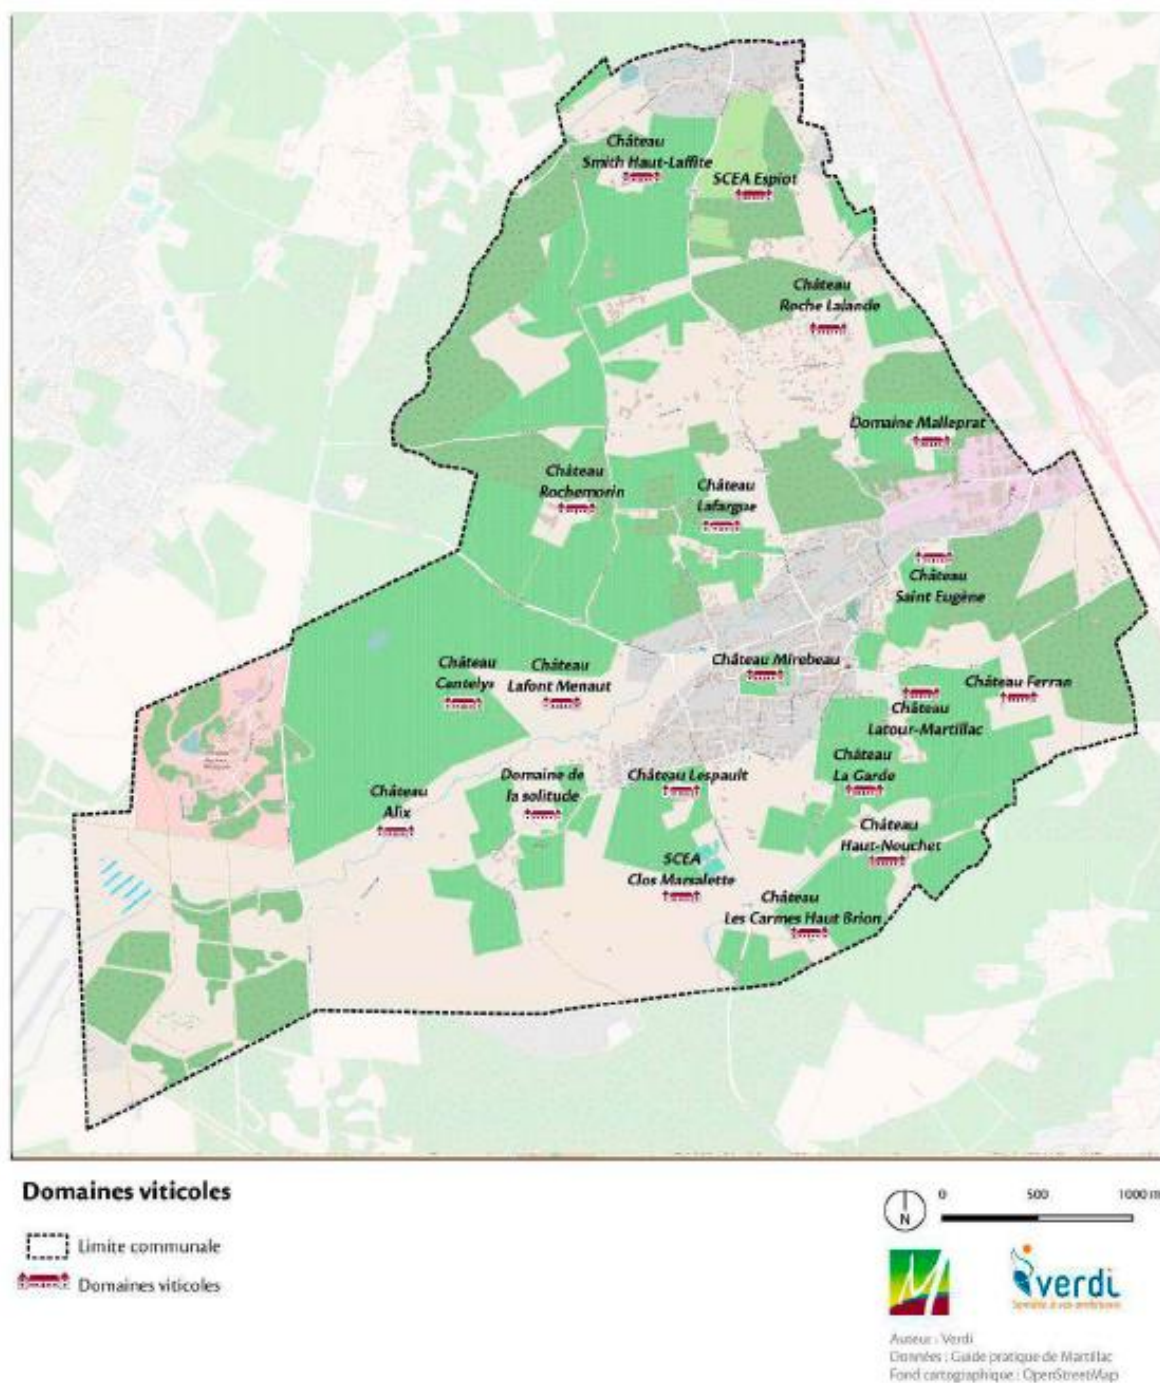 Château
Smith Haut-Laffite
SCEA Espiot
Château
Roche Lalande
Domaine Malleprat
Château
Rochemorin
Château
Lafargue
Château
Saint Eugène
Château
Cantelys
Château
Lafont Menaut
Château Mirebeau
Château Ferran
Château
Latour-Martillac
Château
La Garde
Château
Alix
Domaine de
la solitude
Château Lespault
Château
Haut-Nouchet
SCEA
Clos Marsalette
Château
Les Carmes Haut Brion
Domaines viticoles
Limite communale
Domaines viticoles
N
0 500 1000 m
verdi
Auteur : Verdi
Données : Guide pratique de Martillac
Fond cartographique : OpenStreetMap